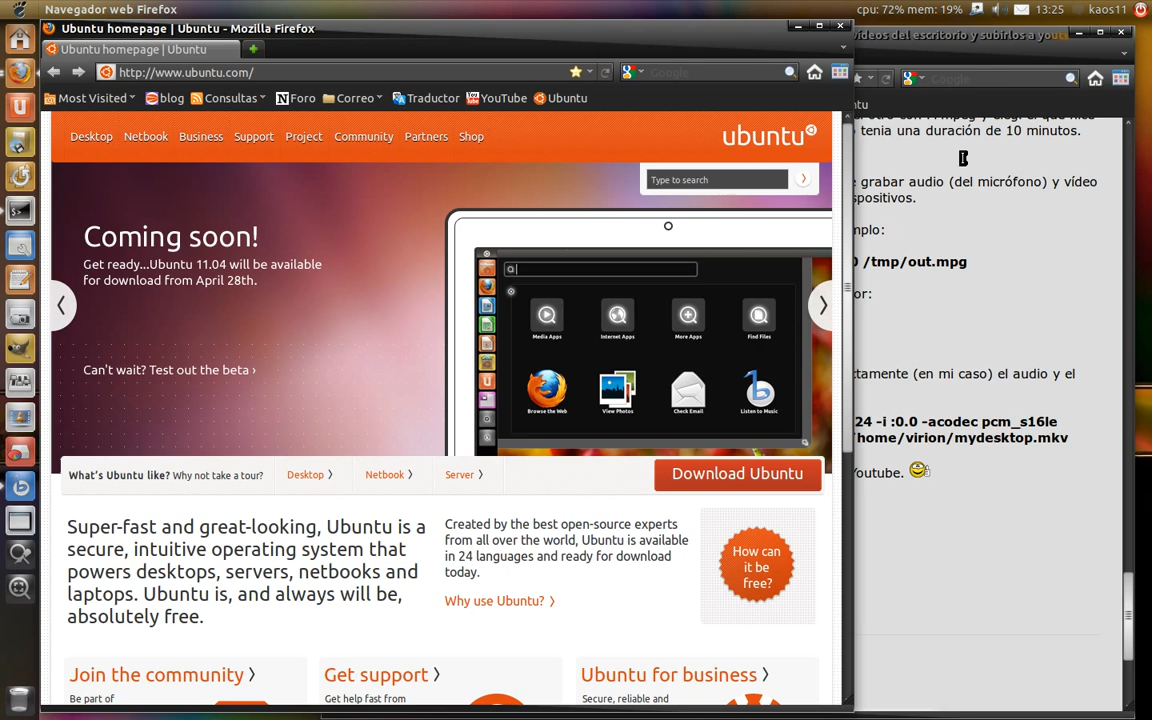 Navegador web Firefox
cpu: 72% mem: 19%
13:25
kaos11
Ubuntu homepage | Ubuntu - Mozilla Firefox
Ubuntu homepage | Ubuntu
http://www.ubuntu.com/
Google
Most Visited
blog
Consultas
Foro
Correo
Traductor
YouTube
Ubuntu
Desktop
Netbook
Business
Support
Project
Community
Partners
Shop
ubuntu
Type to search
Coming soon!
Get ready...Ubuntu 11.04 will be available
for download from April 28th.
Can't wait? Test out the beta ›
Media Apps
Internet Apps
More Apps
Find Files
Browse the Web
View Photos
Check Email
Listen to Music
What's Ubuntu like? Why not take a tour?
Desktop
Netbook
Server
Download Ubuntu
Super-fast and great-looking, Ubuntu is a
secure, intuitive operating system that
powers desktops, servers, netbooks and
laptops. Ubuntu is, and always will be,
absolutely free.
Created by the best open-source experts
from all over the world, Ubuntu is available
in 24 languages and ready for download
today.
Why use Ubuntu?
How can
it be
free?
Join the community
Be part of
Get support
Get help fast from
Ubuntu for business
Secure, reliable and
videos del escritorio y subirlos a youtu
Google
ntu
tenia una duración de 10 minutos.
e grabar audio (del micrófono) y vídeo
spositivos.
mplo:
0 /tmp/out.mpg
or:
ctamente (en mi caso) el audio y el
24 -i :0.0 -acodec pcm_s16le
/home/virion/mydesktop.mkv
Youtube.